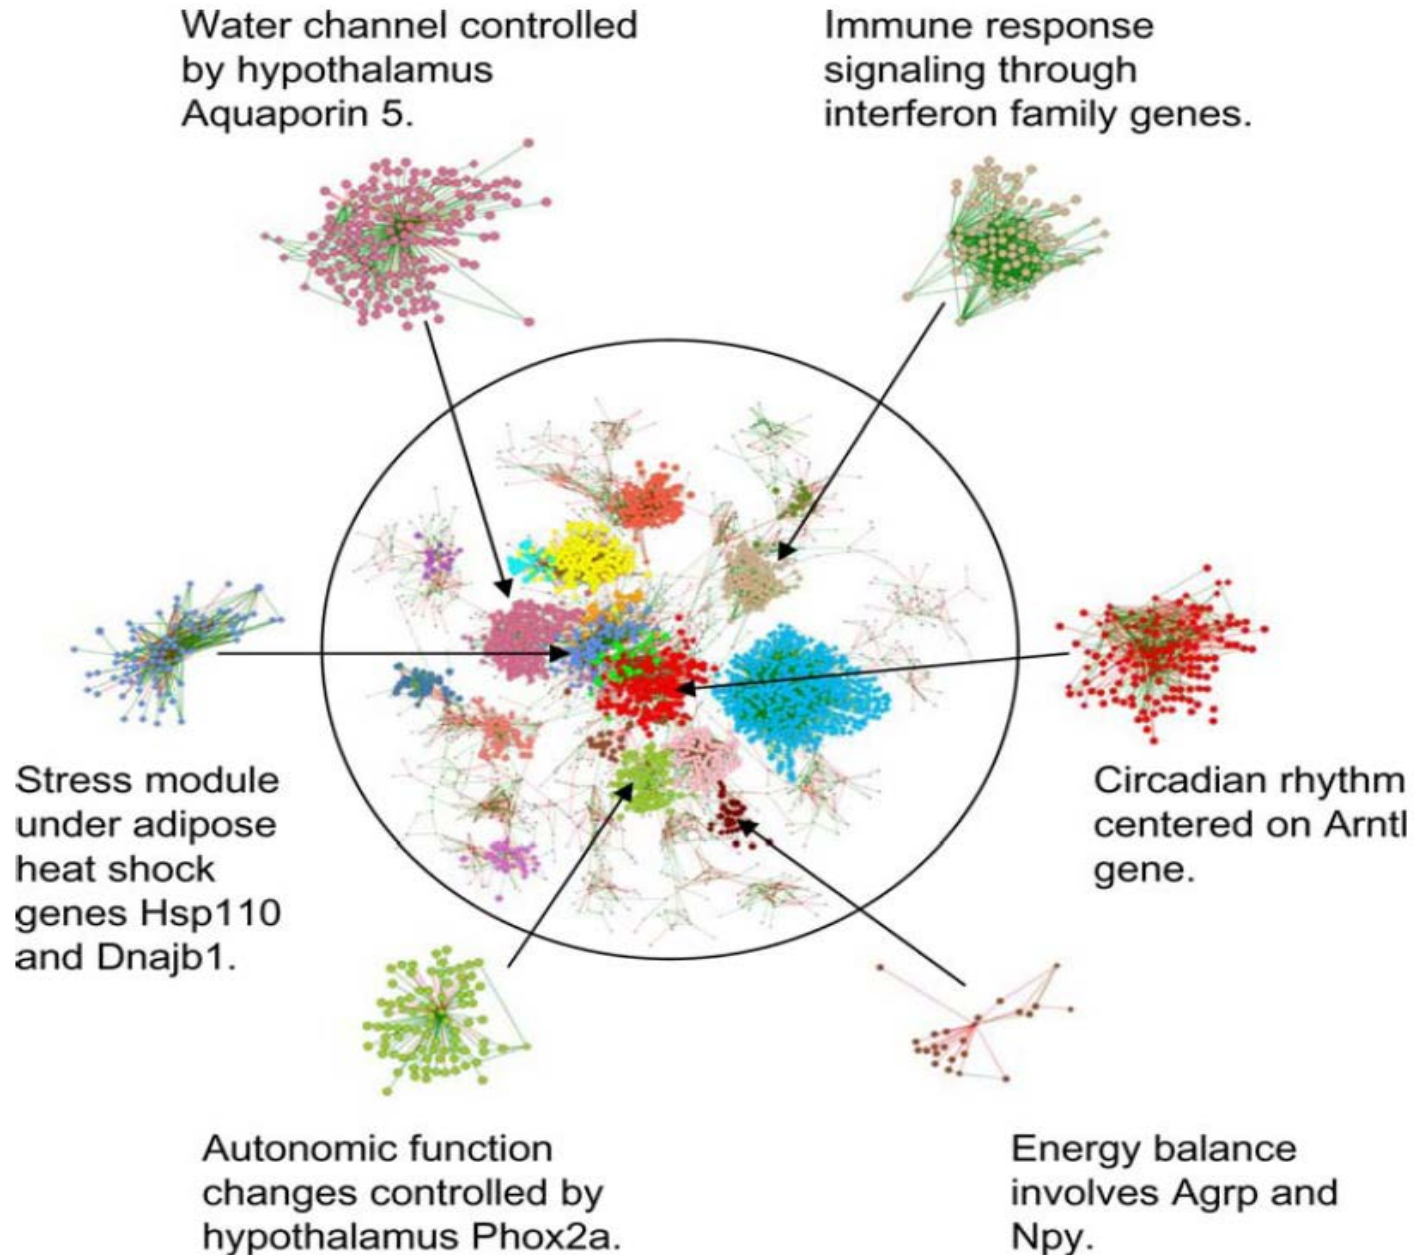 Water channel controlled
by hypothalamus
Aquaporin 5.
Immune response
signaling through
interferon family genes.
Stress module
under adipose
heat shock
genes Hsp110
and Dnajb1.
Circadian rhythm
centered on Arntl
gene.
Autonomic function
changes controlled by
hypothalamus Phox2a.
Energy balance
involves Agrp and
Npy.